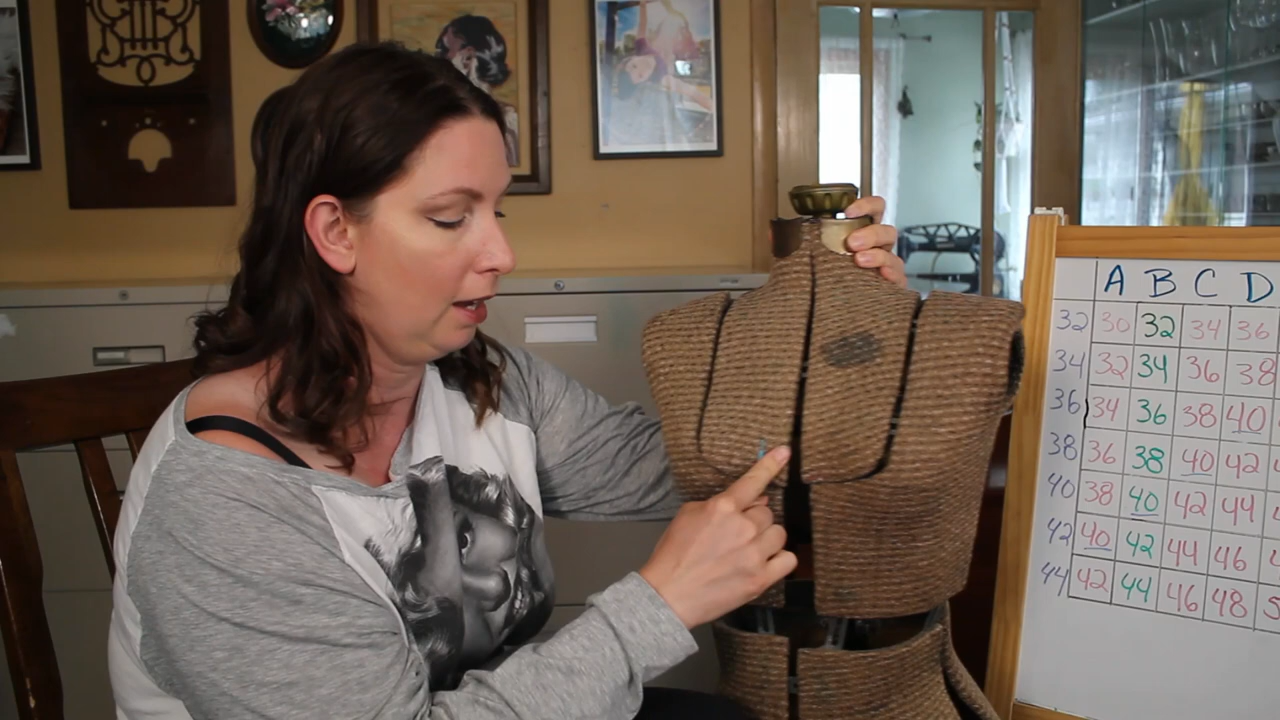 A B C D
32 30 32 34 36
34 32 34 36 38
36 34 36 38 40
38 36 38 40 42
40 38 40 42 44
42 40 42 44 46
44 42 44 46 48